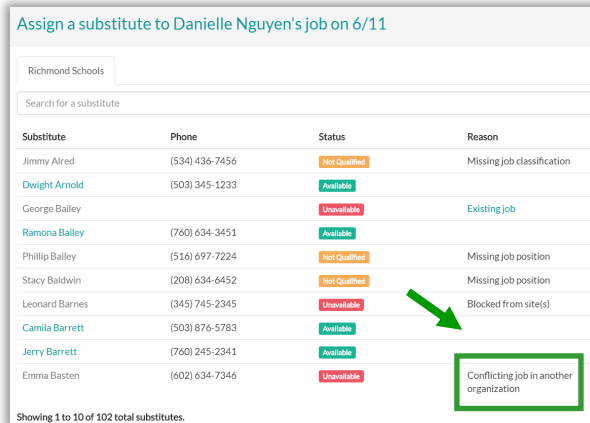 Assign a substitute to Danielle Nguyen's job on 6/11
Richmond Schools
Search for a substitute
Substitute Phone Status Reason
Jimmy Alred (534) 436-7456 Not Qualified Missing job classification
Dwight Arnold (503) 345-1233 Available
George Bailey Unavailable Existing job
Ramona Bailey (760) 634-3451 Available
Phillip Bailey (516) 697-7224 Not Qualified Missing job position
Stacy Baldwin (208) 634-6452 Not Qualified Missing job position
Leonard Barnes (345) 745-2345 Unavailable Blocked from site(s)
Camila Barrett (503) 876-5783 Available
Jerry Barrett (760) 245-2341 Available
Emma Basten (602) 634-7346 Unavailable Conflicting job in another
organization
Showing 1 to 10 of 102 total substitutes.